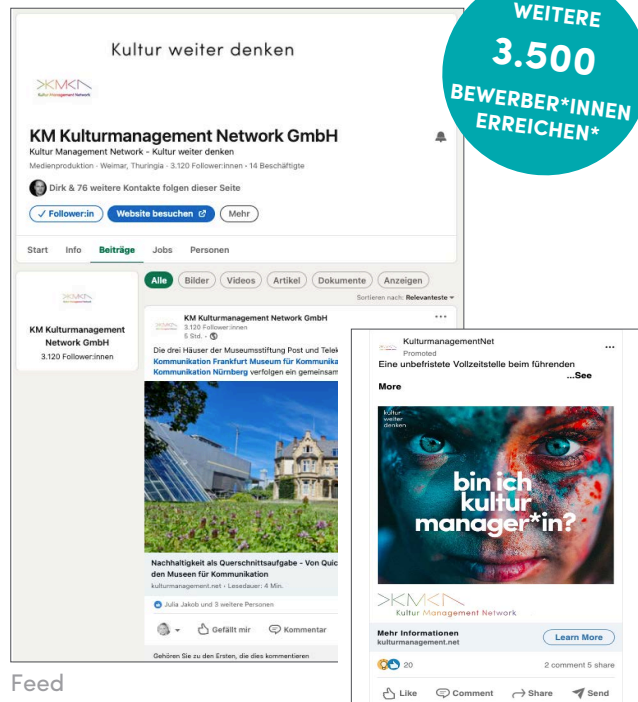 WEITERE
3.500
BEWERBER*INNEN
ERREICHEN*
Kultur weiter denken
KMKN
Kultur Management Network
KM Kulturmanagement Network GmbH
Kultur Management Network – Kultur weiter denken
Medienproduktion · Weimar, Thuringia · 3.120 Follower:innen · 14 Beschäftigte
Dirk & 76 weitere Kontakte folgen dieser Seite
✓ Follower:in
Website besuchen
Mehr
Start Info Beiträge Jobs Personen
KM Kulturmanagement
Network GmbH
3.120 Follower:innen
Alle Bilder Videos Artikel Dokumente Anzeigen
Sortieren nach: Relevanteste
KM Kulturmanagement Network GmbH
3.120 Follower:innen
5 Std. •
Die drei Häuser der Museumsstiftung Post und Telek
Kommunikation Frankfurt Museum für Kommunika
Kommunikation Nürnberg verfolgen ein gemeinsam
Nachhaltigkeit als Querschnittsaufgabe - Von Quic
den Museen für Kommunikation
kulturmanagement.net · Lesedauer: 4 Min.
Julia Jakob und 3 weitere Personen
Gefällt mir Kommentar
Gehören Sie zu den Ersten, die dies kommentieren
KulturmanagementNet
Promoted
Eine unbefristete Vollzeitstelle beim führenden
...See
More
kultur
weiter
denken
bin ich
kultur
manager*in?
KMKN
Kultur Management Network
Mehr Informationen
kulturmanagement.net
Learn More
20
2 comment 5 share
Like Comment Share Send
Feed